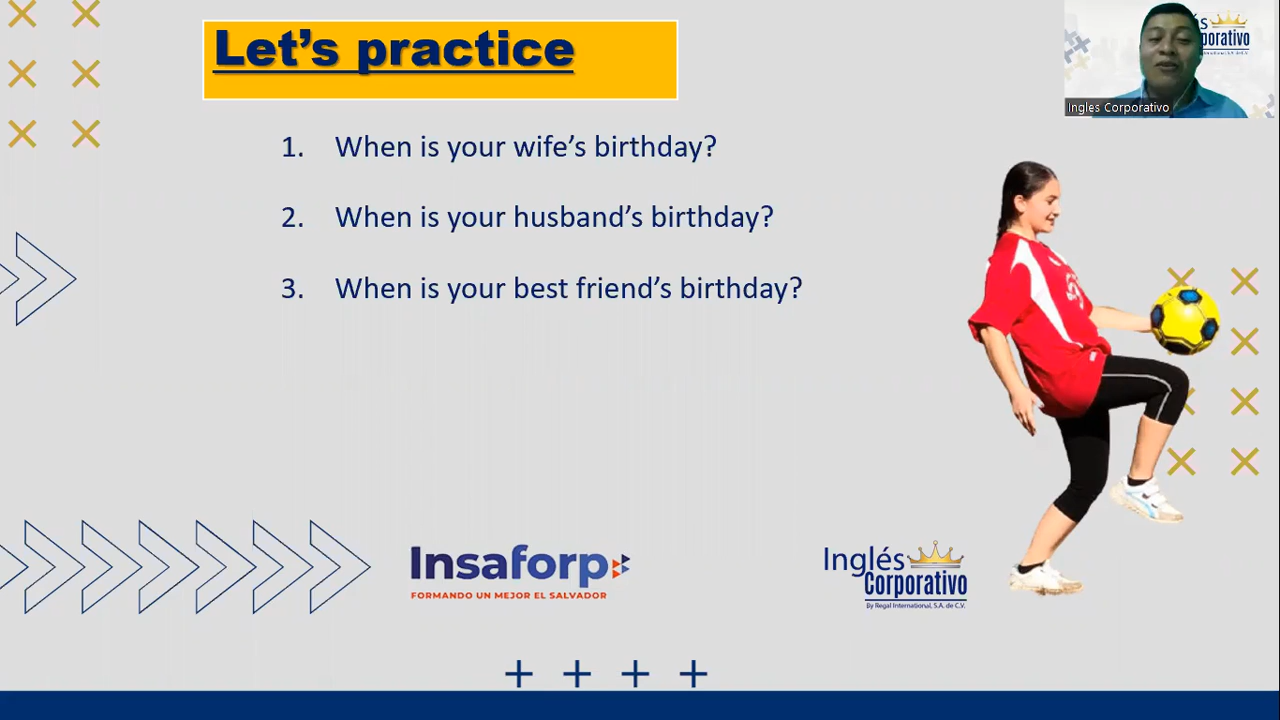 Let's practice
1. When is your wife's birthday?
2. When is your husband's birthday?
3. When is your best friend's birthday?
Ingles Corporativo
Insaforp
FORMANDO UN MEJOR EL SALVADOR
Inglés
Corporativo
By Regal International, S.A. de C.V.